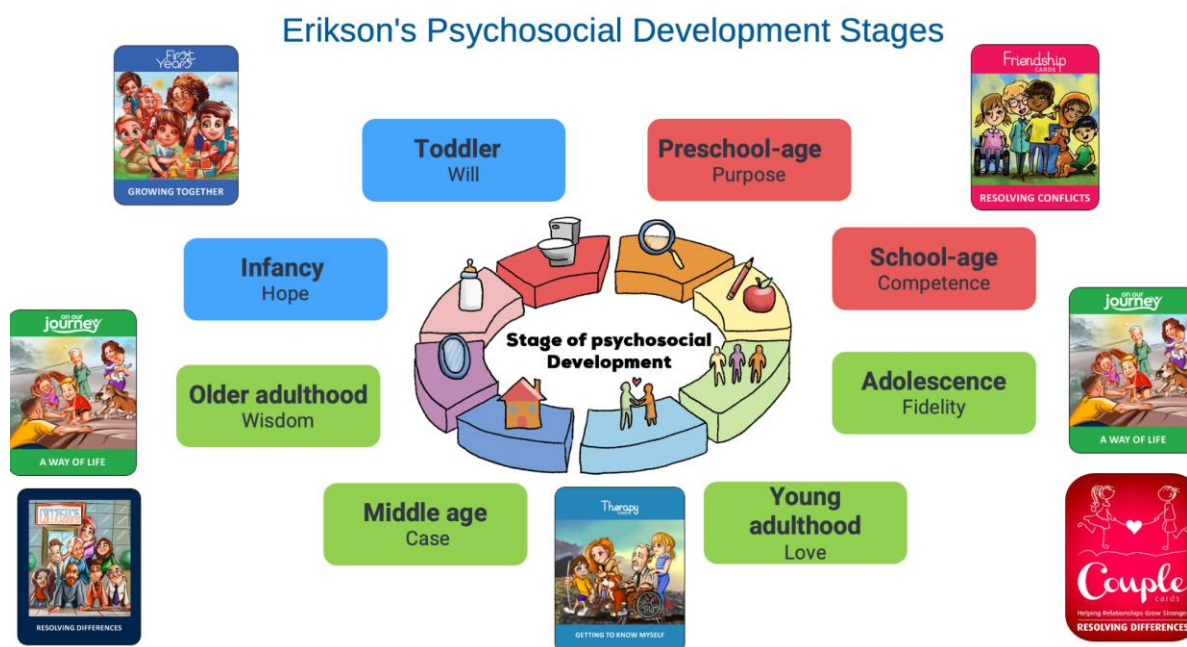 Erikson's Psychosocial Development Stages
First
Years
GROWING TOGETHER
Toddler
Will
Preschool-age
Purpose
Friendship
CARDS
RESOLVING CONFLICTS
Infancy
Hope
School-age
Competence
on our
journey
A WAY OF LIFE
Older adulthood
Wisdom
Stage of psychosocial
Development
Adolescence
Fidelity
on our
journey
A WAY OF LIFE
RESOLVING DIFFERENCES
Middle age
Case
Therapy
GETTING TO KNOW MYSELF
Young
adulthood
Love
Couple
cards
Helping Relationships Grow Stronger
RESOLVING DIFFERENCES